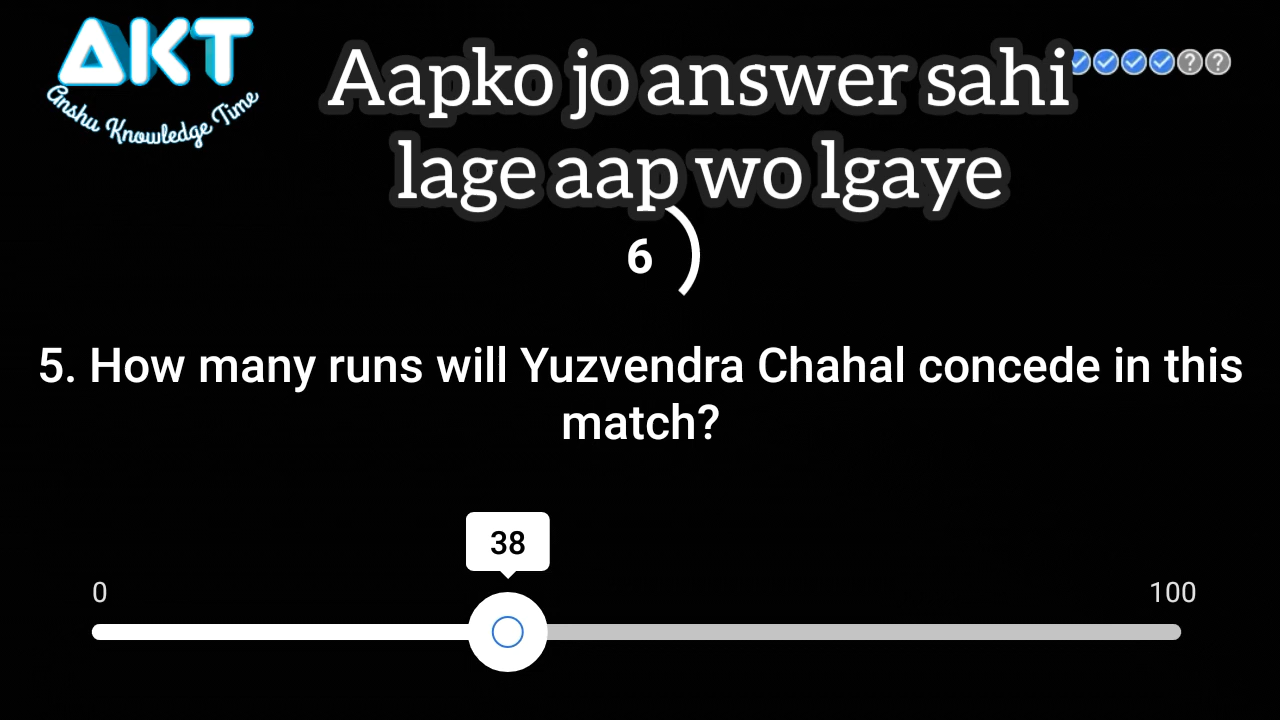 AKT
Anshu Knowledge Time
Aapko jo answer sahi
lage aap wo lgaye
? ?
6
5. How many runs will Yuzvendra Chahal concede in this
match?
38
0
100